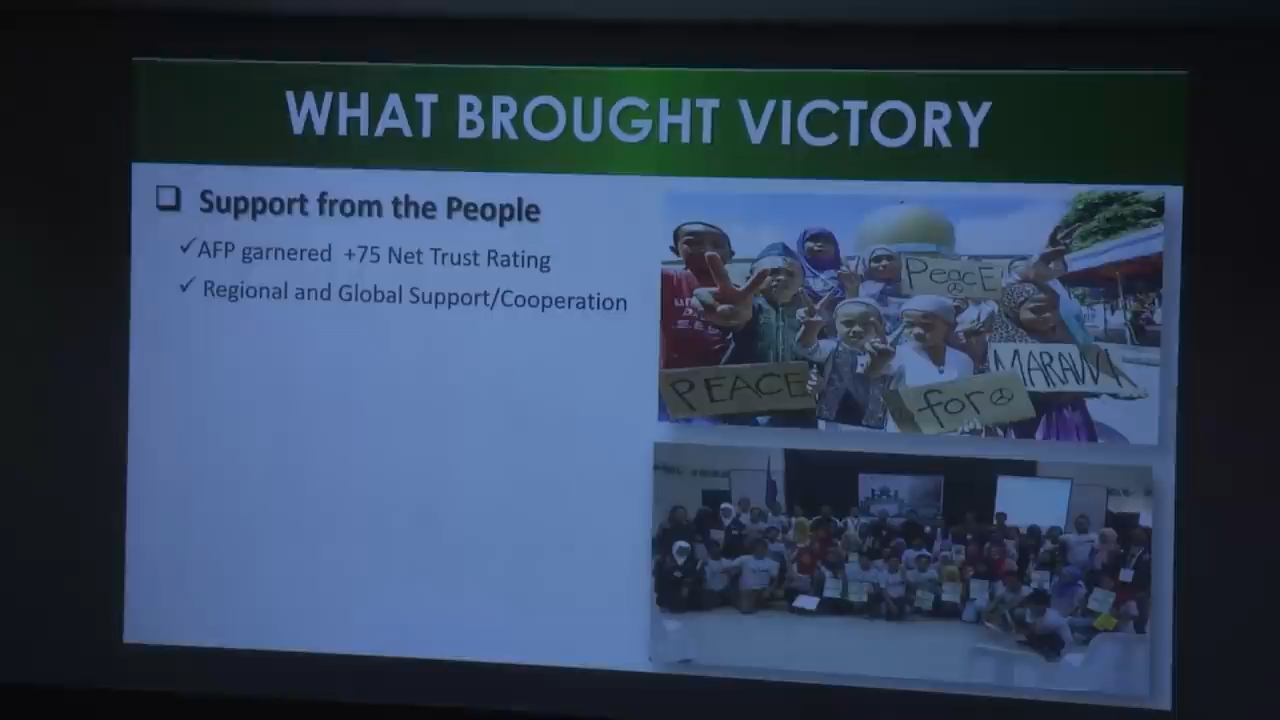 WHAT BROUGHT VICTORY
Support from the People
AFP garnered +75 Net Trust Rating
Regional and Global Support/Cooperation
PeacE
MARAWI
PEACE
for